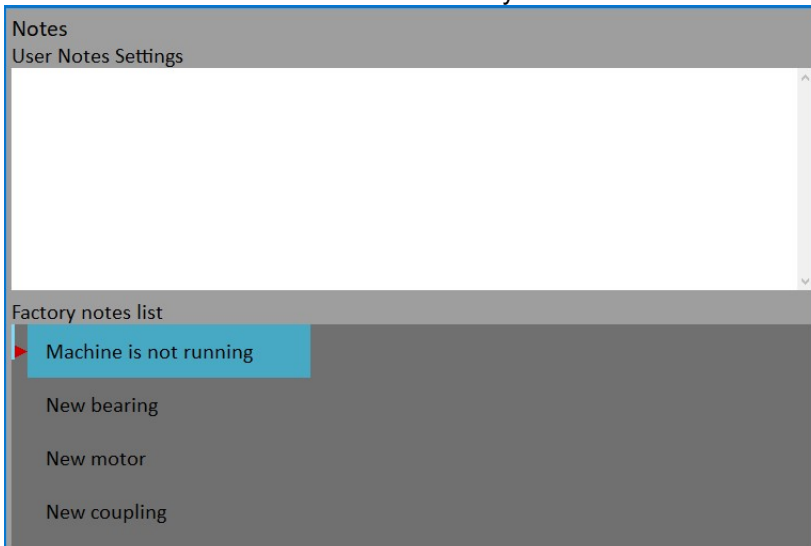 Notes
User Notes Settings
Factory notes list
Machine is not running
New bearing
New motor
New coupling